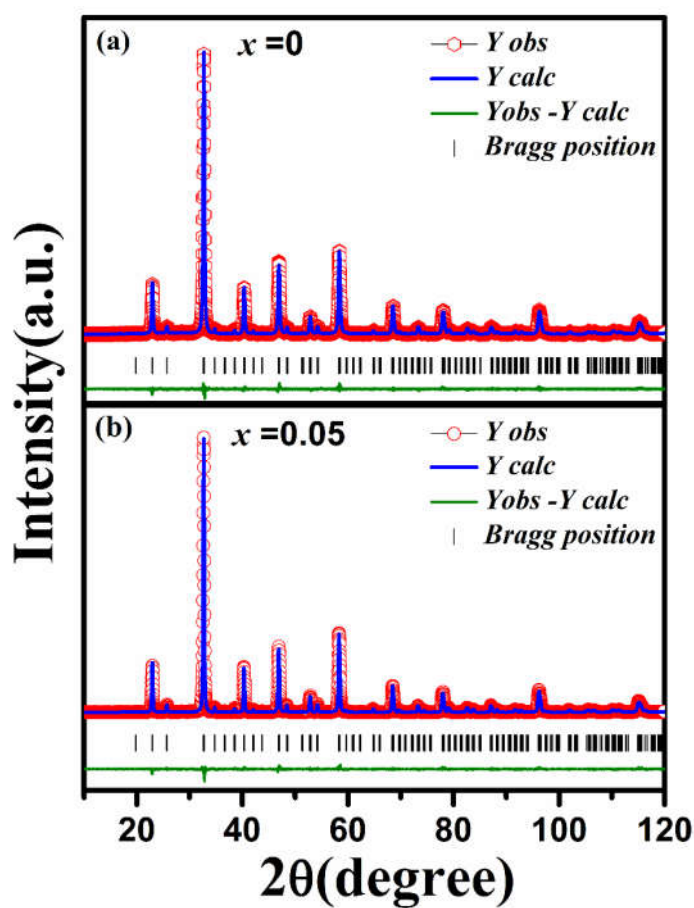 (a) x =0
Y obs
Y calc
Yobs -Y calc
Bragg position
(b) x =0.05
Y obs
Y calc
Yobs -Y calc
Bragg position
Intensity(a.u.)
20 40 60 80 100 120
2θ(degree)